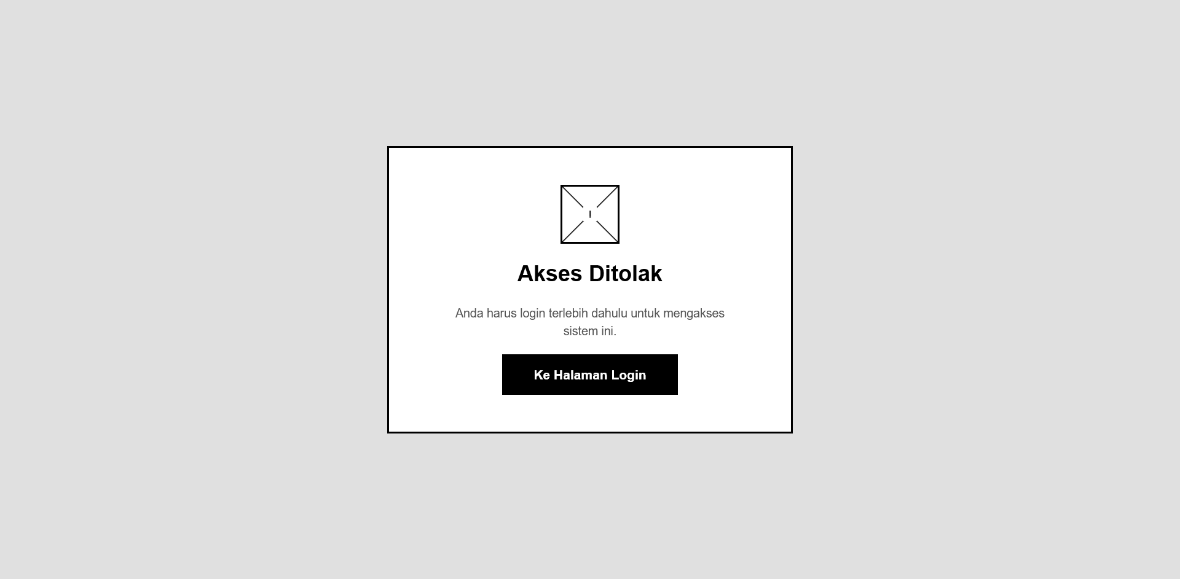 Akses Ditolak
Anda harus login terlebih dahulu untuk mengakses
sistem ini.
Ke Halaman Login